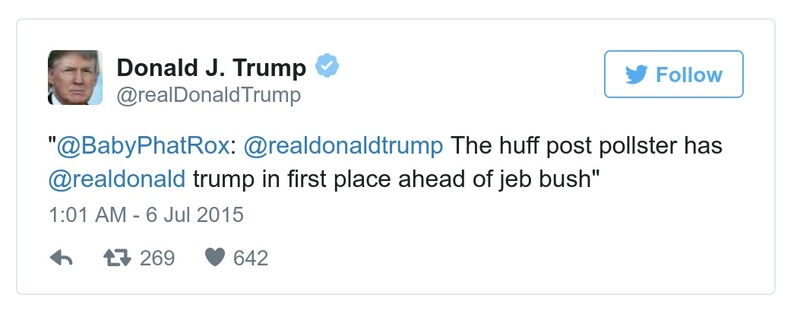 Donald J. Trump
@realDonaldTrump
Follow
"@BabyPhatRox: @realdonaldtrump The huff post pollster has
@realdonald trump in first place ahead of jeb bush"
1:01 AM - 6 Jul 2015
269 642